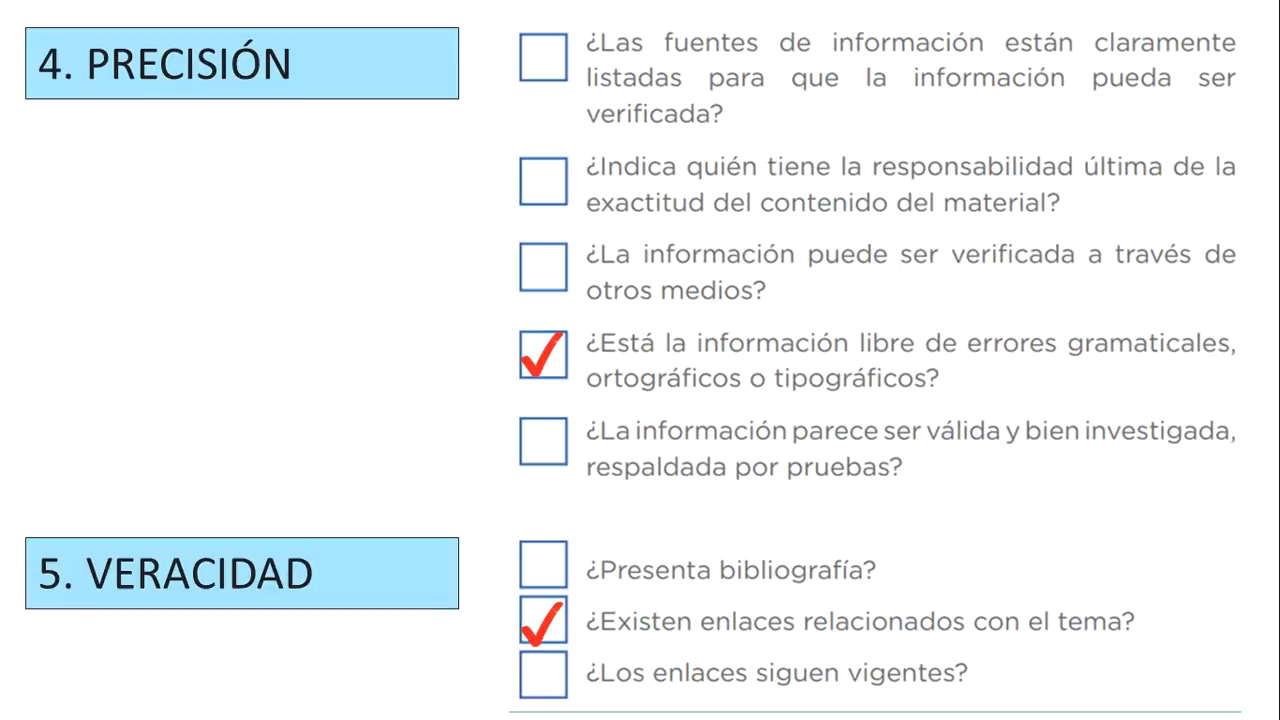 4. PRECISIÓN
¿Las fuentes de información están claramente
listadas para que la información pueda ser
verificada?
¿Indica quién tiene la responsabilidad última de la
exactitud del contenido del material?
¿La información puede ser verificada a través de
otros medios?
¿Está la información libre de errores gramaticales,
ortográficos o tipográficos?
¿La información parece ser válida y bien investigada,
respaldada por pruebas?
5. VERACIDAD
¿Presenta bibliografía?
¿Existen enlaces relacionados con el tema?
¿Los enlaces siguen vigentes?